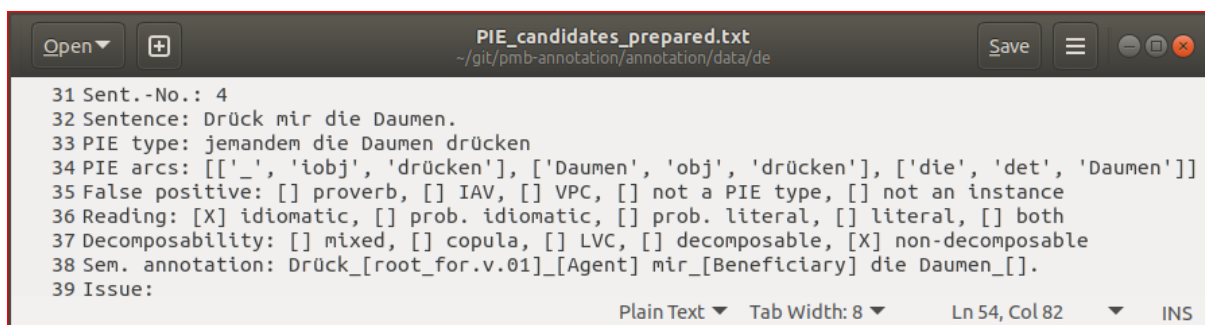 Open
PIE_candidates_prepared.txt
~/git/pmb-annotation/annotation/data/de
Save
31 Sent.-No.: 4
32 Sentence: Drück mir die Daumen.
33 PIE type: jemandem die Daumen drücken
34 PIE arcs: [['_', 'iobj', 'drücken'], ['Daumen', 'obj', 'drücken'], ['die', 'det', 'Daumen']]
35 False positive: [] proverb, [] IAV, [] VPC, [] not a PIE type, [] not an instance
36 Reading: [X] idiomatic, [] prob. idiomatic, [] prob. literal, [] literal, [] both
37 Decomposability: [] mixed, [] copula, [] LVC, [] decomposable, [X] non-decomposable
38 Sem. annotation: Drück_[root_for.v.01]_[Agent] mir_[Beneficiary] die Daumen_[].
39 Issue:
Plain Text Tab Width: 8 Ln 54, Col 82 INS